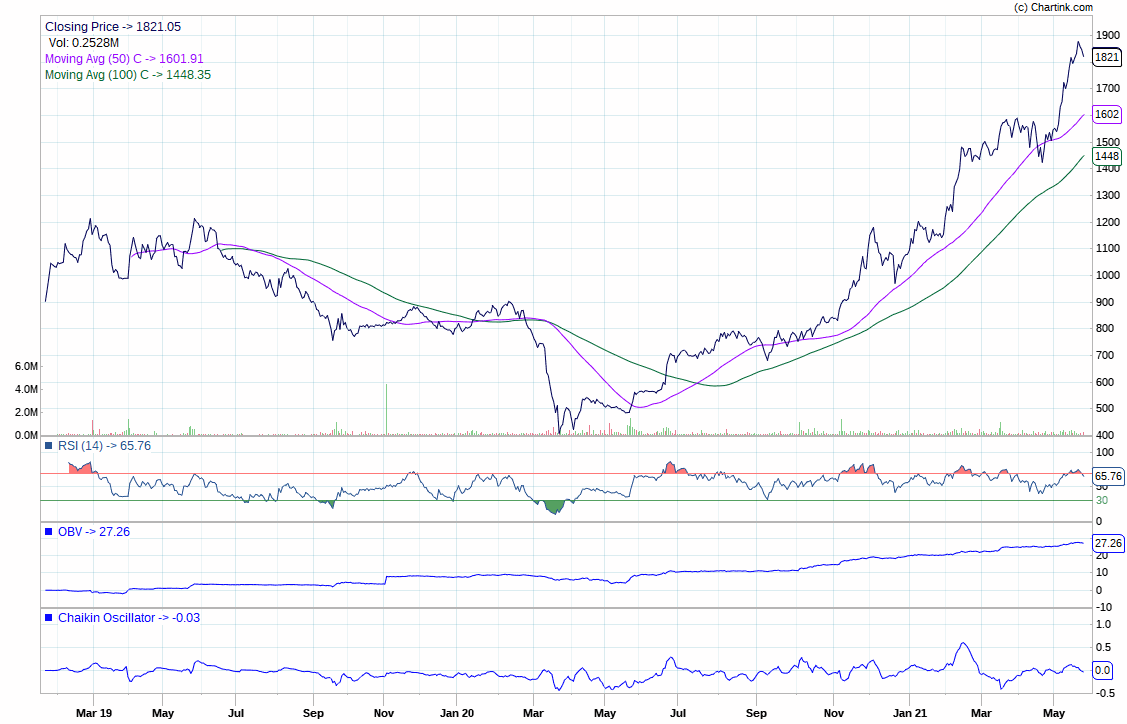 (c) Chartink.com
Closing Price -> 1821.05
Vol: 0.2528M
Moving Avg (50) C -> 1601.91
Moving Avg (100) C -> 1448.35
1900
1821
1700
1602
1500
1448
1400
1300
1200
1100
1000
900
800
700
600
500
400
6.0M
4.0M
2.0M
0.0M
RSI (14) -> 65.76
100
65.76
50
30
0
OBV -> 27.26
27.26
20
10
0
-10
Chaikin Oscillator -> -0.03
1.0
0.5
0.0
-0.5
Mar 19 May Jul Sep Nov Jan 20 Mar May Jul Sep Nov Jan 21 Mar May